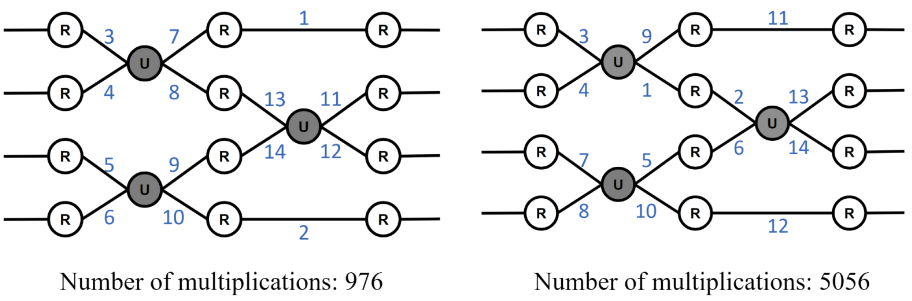 R 1 R 11 R
R 3 7 R 3 9 R
U U
4 8 4 1
R R R R R R
13 11 2 13
U U
R 5 9 R 14 12 R R 7 5 R 6 14 R
U U
6 10 8 10
R R 2 R R R 12 R
Number of multiplications: 976 Number of multiplications: 5056